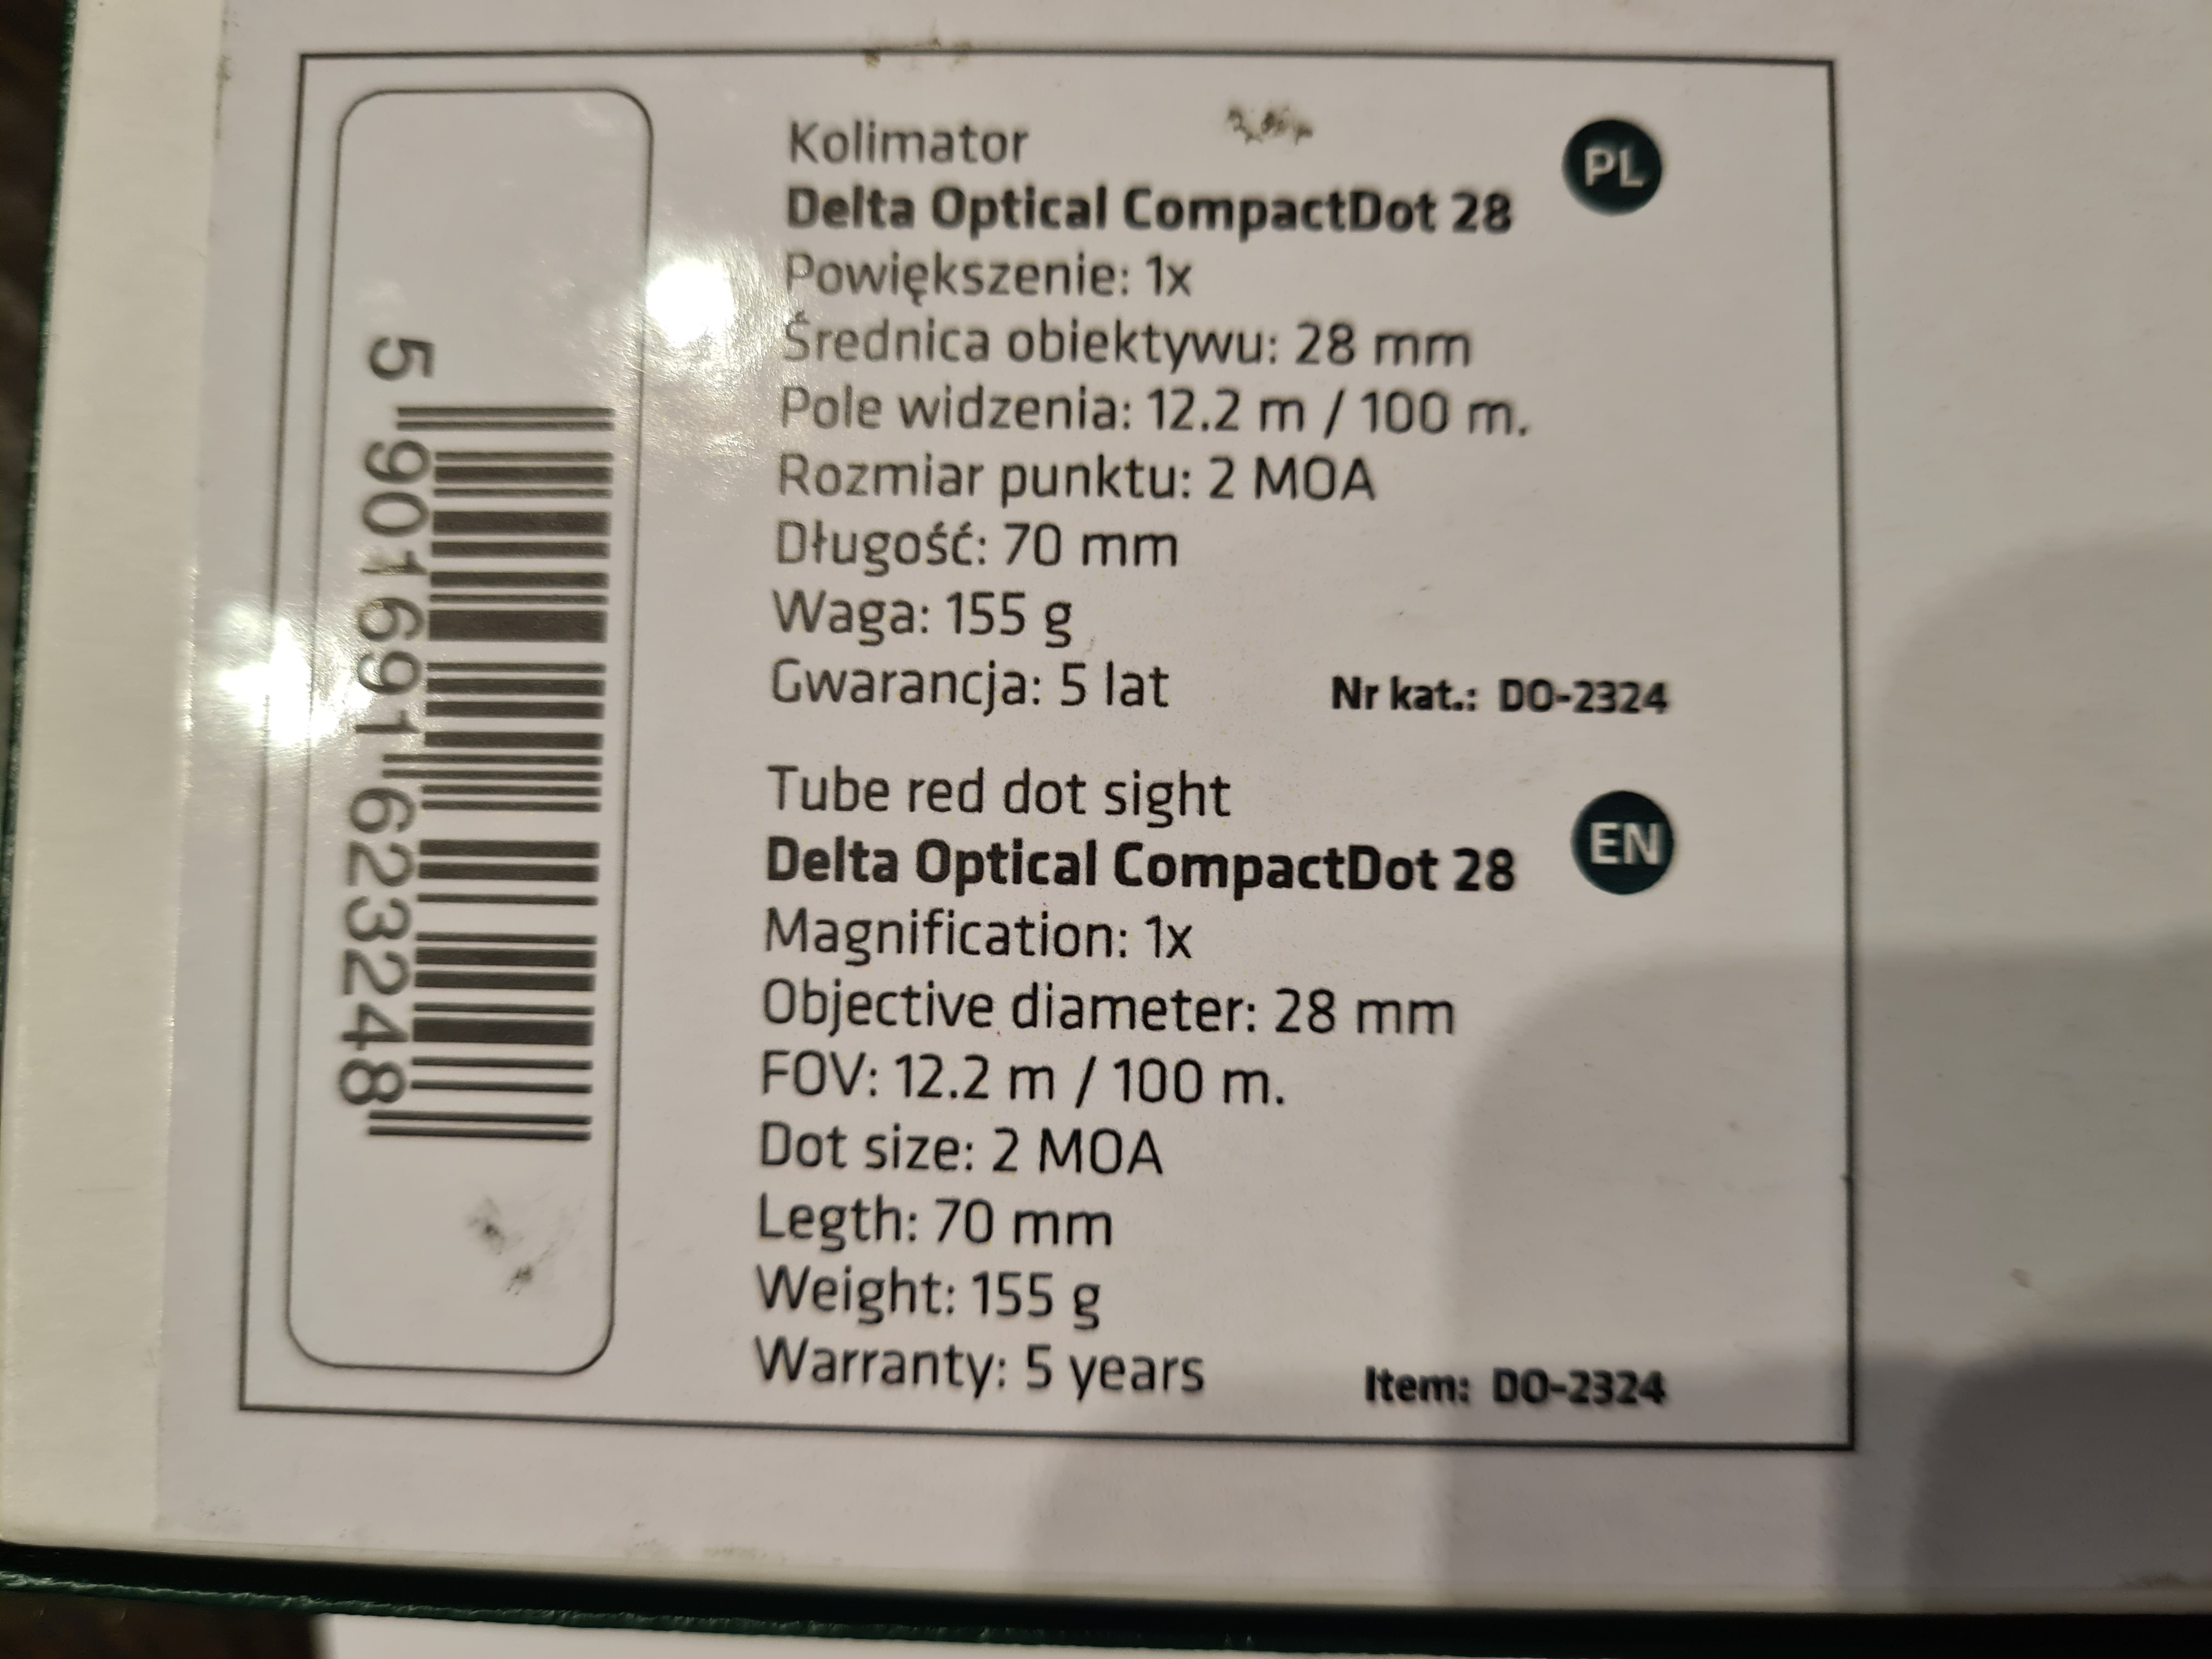 Kolimator
PL
Delta Optical CompactDot 28
Powiększenie: 1x
Średnica obiektywu: 28 mm
Pole widzenia: 12.2 m / 100 m.
Rozmiar punktu: 2 MOA
Długość: 70 mm
Waga: 155 g
Gwarancja: 5 lat
Nr kat.: DO-2324
Tube red dot sight
EN
Delta Optical CompactDot 28
Magnification: 1x
Objective diameter: 28 mm
FOV: 12.2 m / 100 m.
Dot size: 2 MOA
Legth: 70 mm
Weight: 155 g
Warranty: 5 years
Item: DO-2324
5 901691 623248